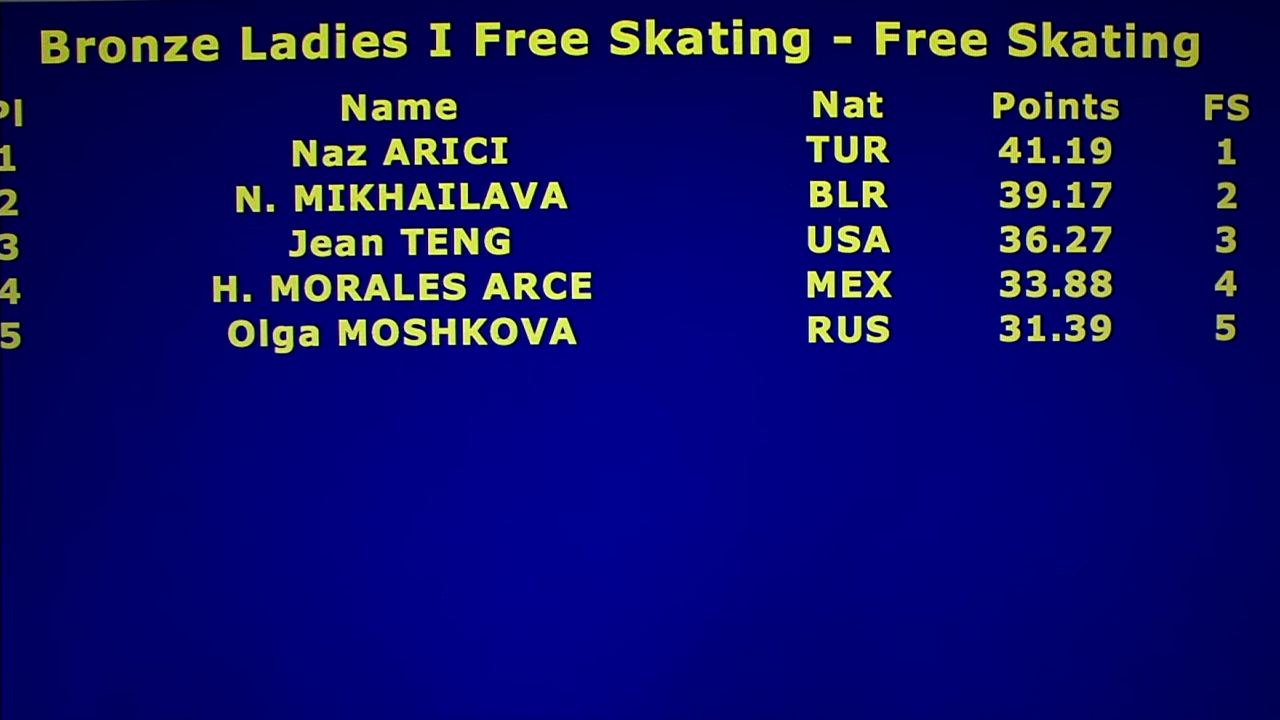 Bronze Ladies I Free Skating - Free Skating
Pl Name Nat Points FS
1 Naz ARICI TUR 41.19 1
2 N. MIKHAILAVA BLR 39.17 2
3 Jean TENG USA 36.27 3
4 H. MORALES ARCE MEX 33.88 4
5 Olga MOSHKOVA RUS 31.39 5